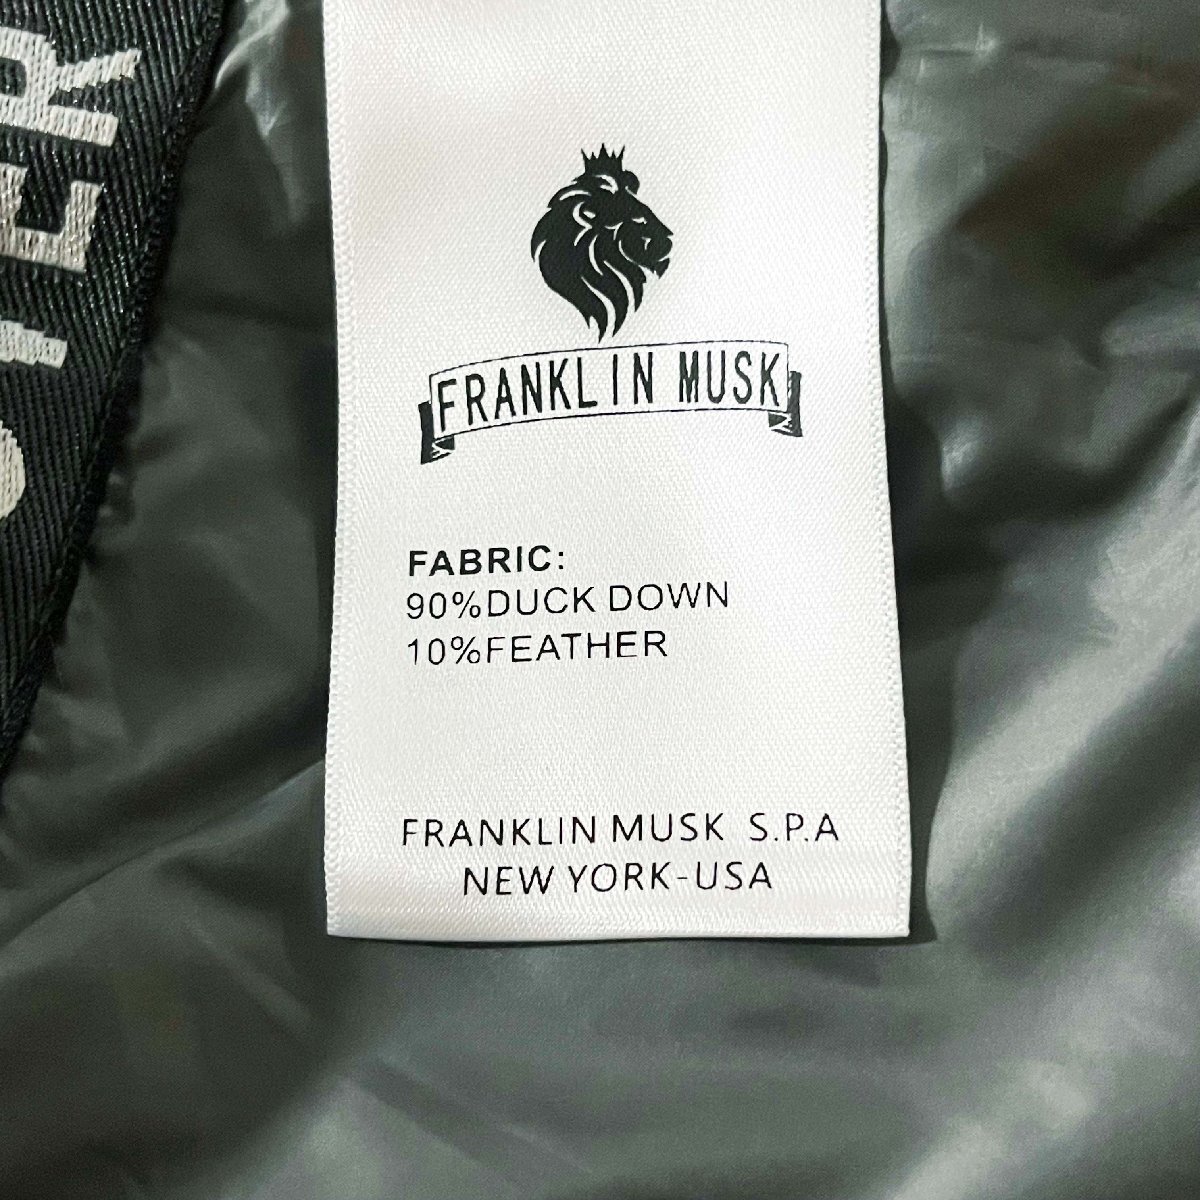 FRANKLIN MUSK
FABRIC:
90%DUCK DOWN
10%FEATHER
FRANKLIN MUSK S.P.A
NEW YORK-USA